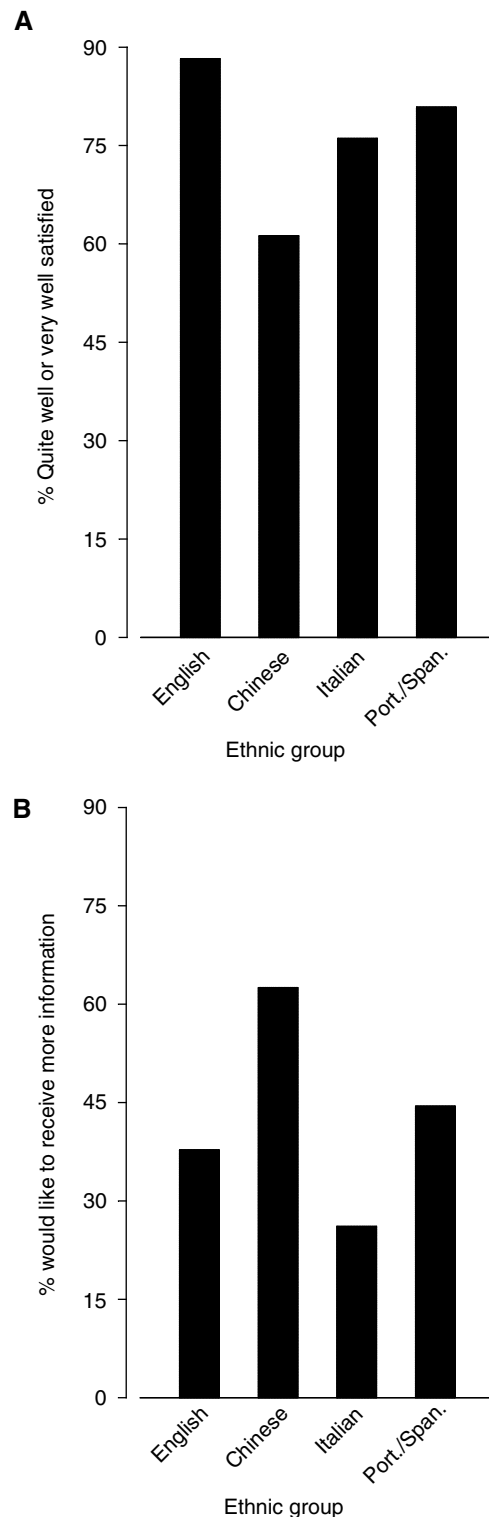 A
% Quite well or very well satisfied
90
75
60
45
30
15
0
English
Chinese
Italian
Port./Span.
Ethnic group
B
% would like to receive more information
90
75
60
45
30
15
0
English
Chinese
Italian
Port./Span.
Ethnic group